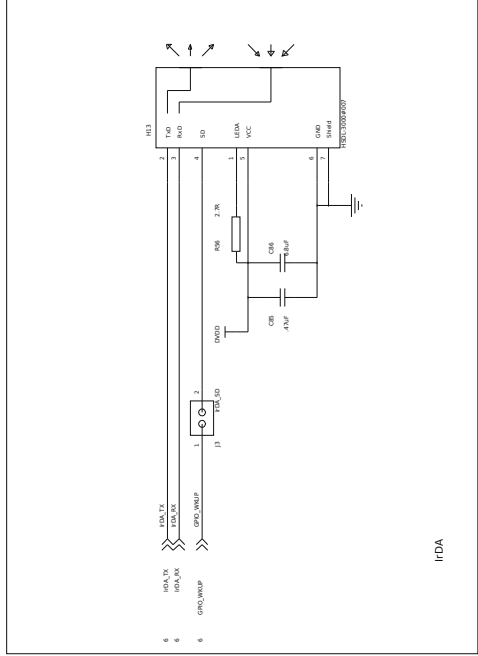 H13
TxD
RxD
SD
LEDA
VCC
GND
Shield
HSDL-3000#007
2
3
4
1
5
6
7
2.7R
R56
C86
6.8uF
C85
.47uF
DVDD
2
IrDA_SD
1
J3
IrDA_TX
IrDA_RX
GPIO_WKUP
IrDA_TX
IrDA_RX
GPIO_WKUP
6
6
6
IrDA